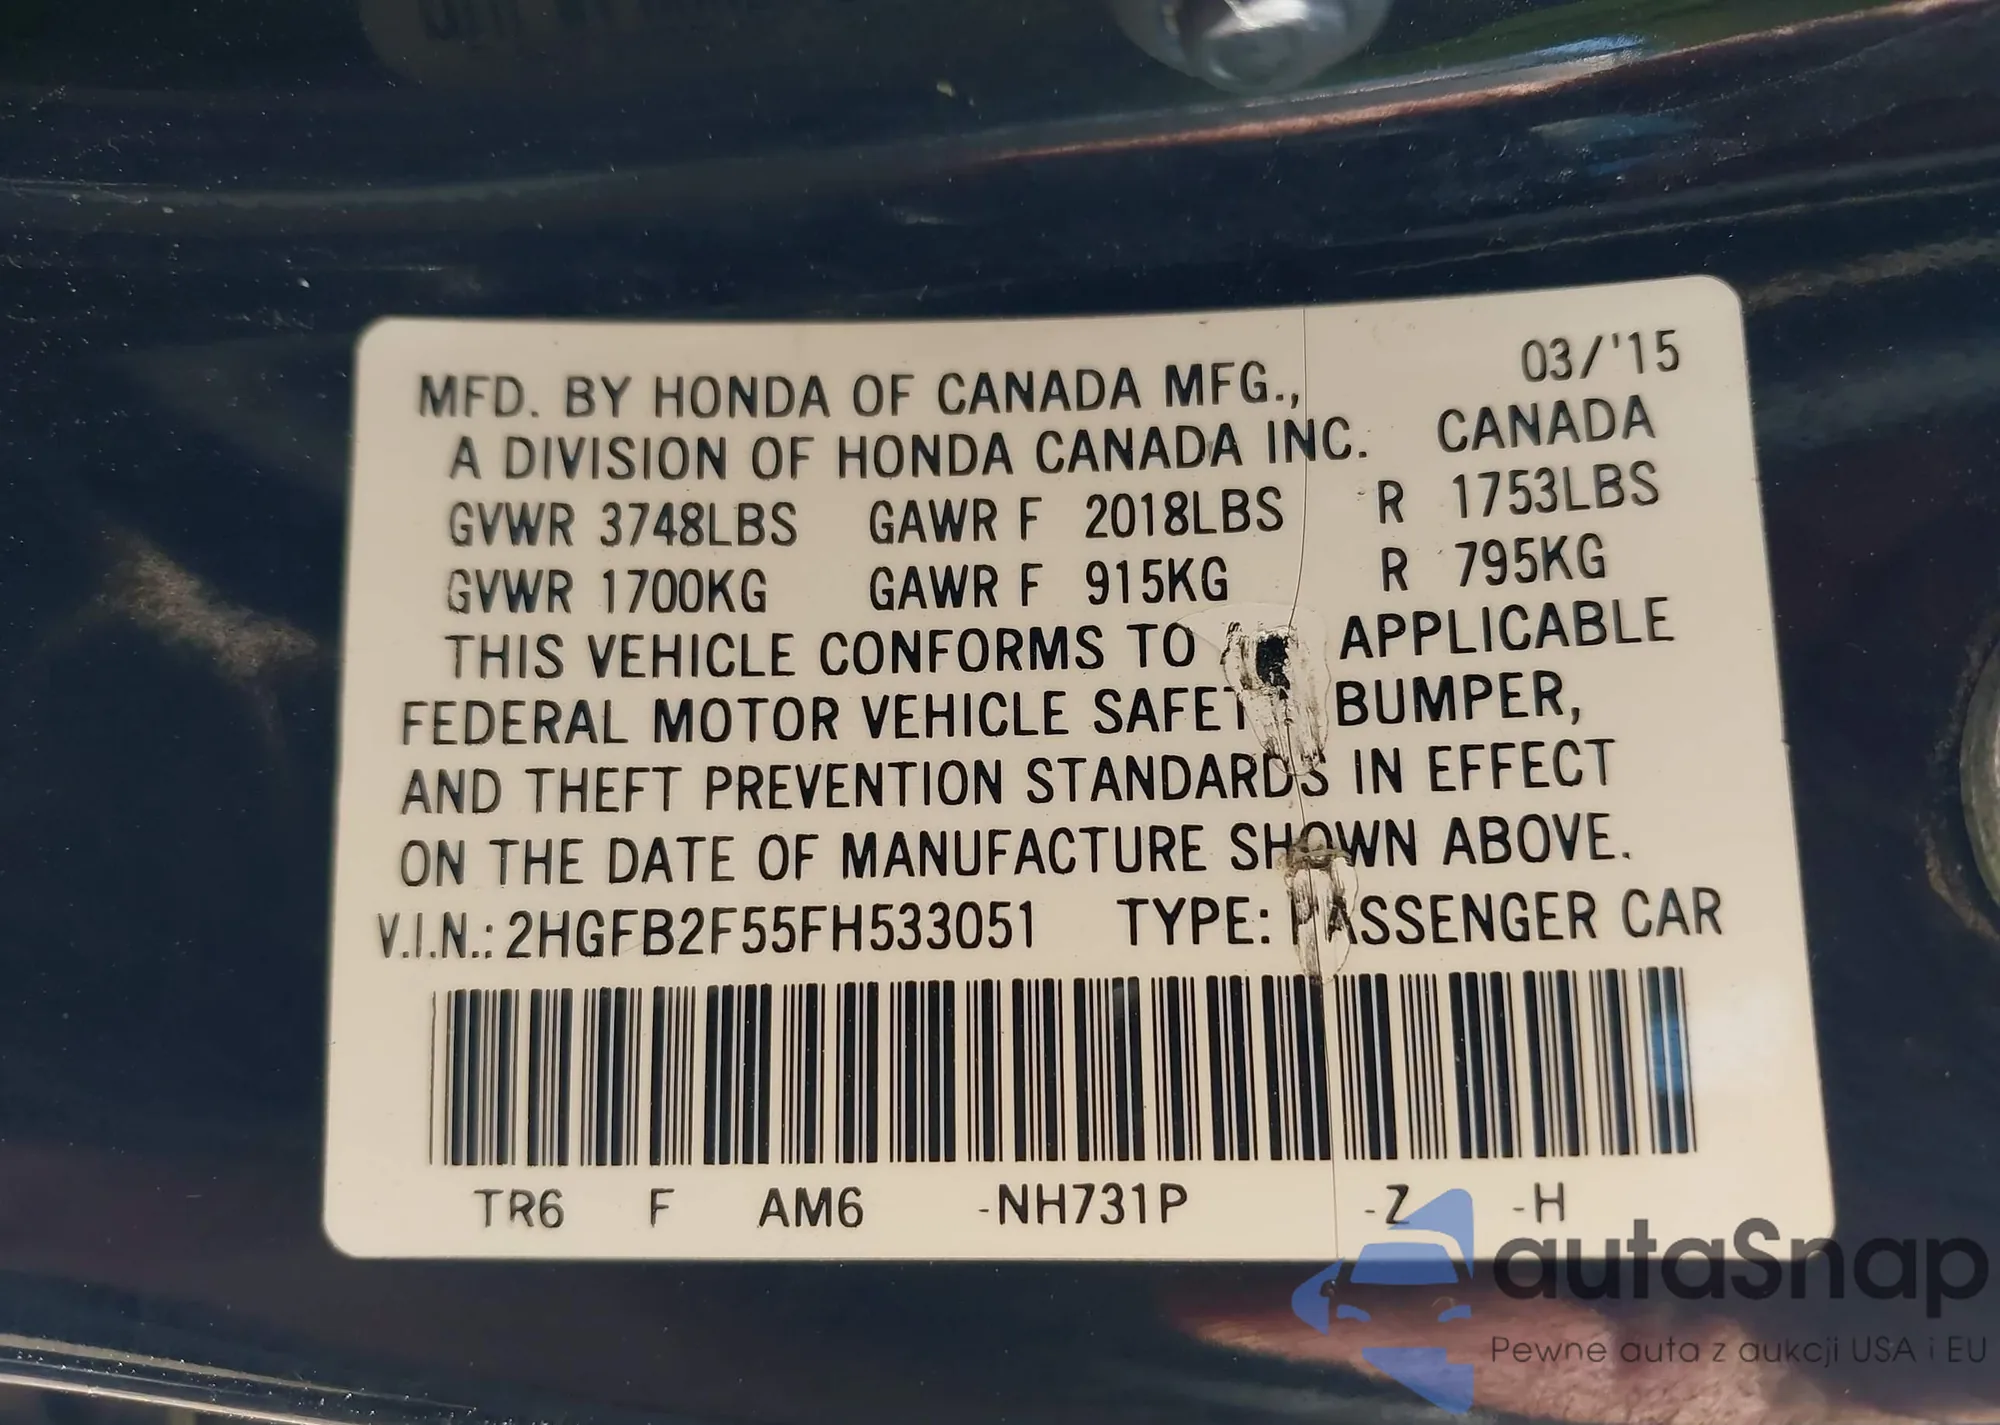 03/'15
MFD. BY HONDA OF CANADA MFG.,
A DIVISION OF HONDA CANADA INC. CANADA
GVWR 3748LBS GAWR F 2018LBS R 1753LBS
GVWR 1700KG GAWR F 915KG R 795KG
THIS VEHICLE CONFORMS TO APPLICABLE
FEDERAL MOTOR VEHICLE BUMPER,
AND THEFT PREVENTION STANDARDS IN EFFECT
ON THE DATE OF MANUFACTURE SHOWN ABOVE.
V.I.N.: 2HGFB2F55FH533051 TYPE: PASSENGER CAR
TR6 F AM6 -NH731P -Z -H
autaSnap
Pewne auta z aukcji USA i EU